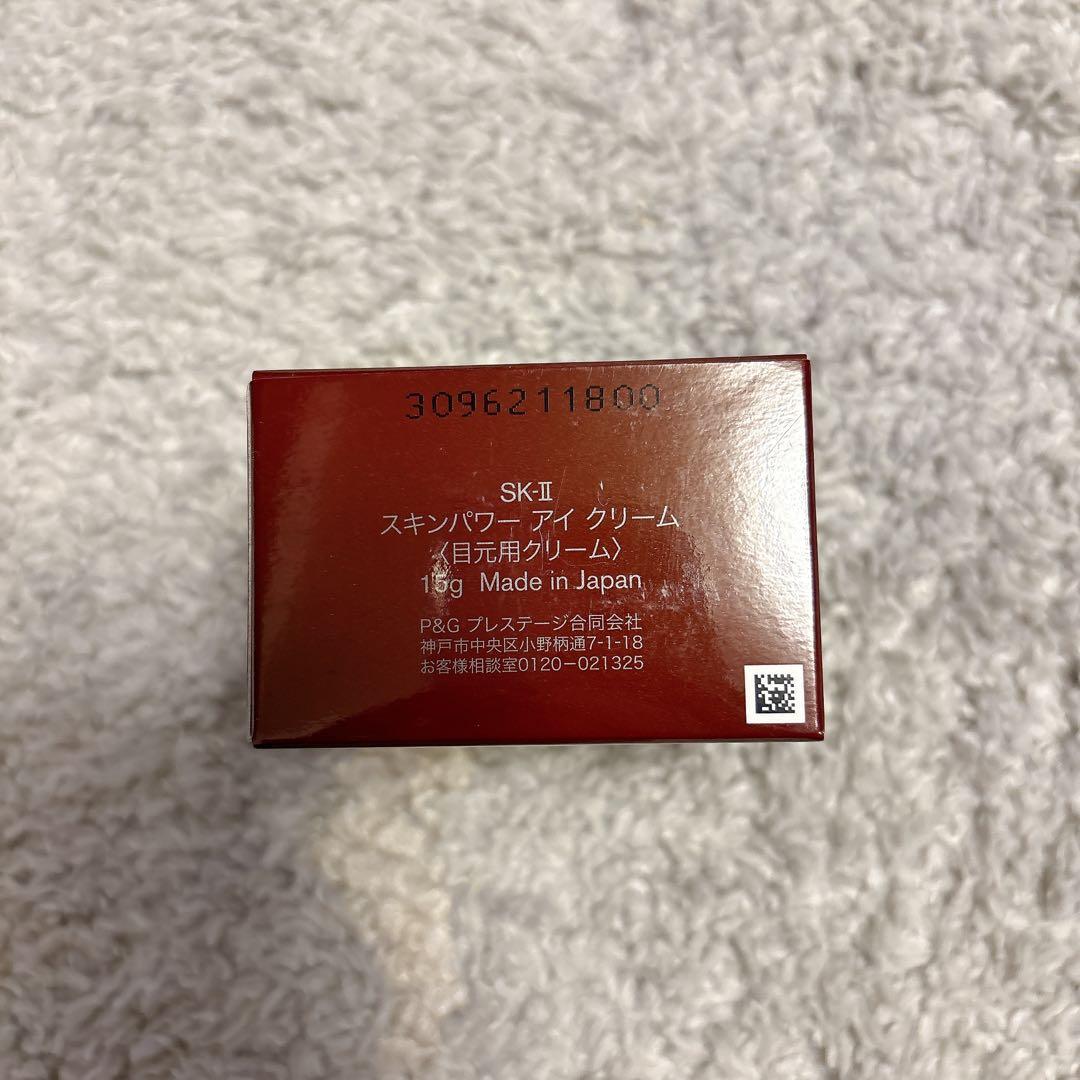 3096211800
SK-Ⅱ
スキンパワー アイ クリーム
〈目元用クリーム〉
15g Made in Japan
P&G プレステージ合同会社
神戸市中央区小野柄通7-1-18
お客様相談室0120-021325